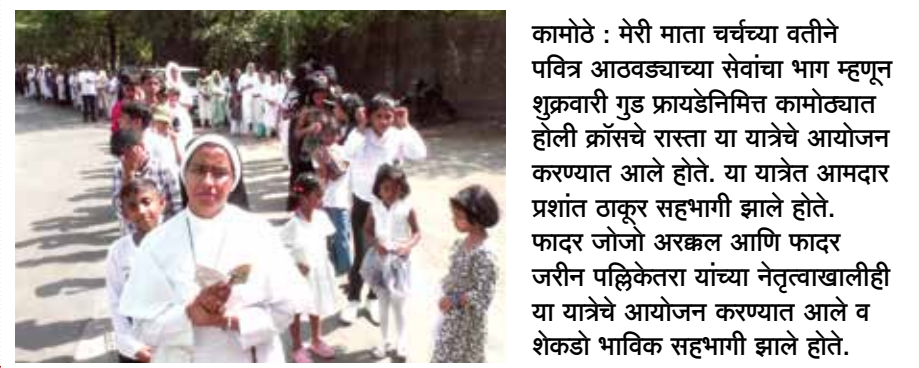 कामोठे : मेरी माता चर्चच्या वतीने
पवित्र आठवड्याच्या सेवांचा भाग म्हणून
शुक्रवारी गुड फ्रायडेनिमित्त कामोठ्यात
होली क्रॉसचे रास्ता या यात्रेचे आयोजन
करण्यात आले होते. या यात्रेत आमदार
प्रशांत ठाकूर सहभागी झाले होते.
फादर जोजो अरक्कल आणि फादर
जरीन पल्लिकेतरा यांच्या नेतृत्वाखालीही
या यात्रेचे आयोजन करण्यात आले व
शेकडो भाविक सहभागी झाले होते.